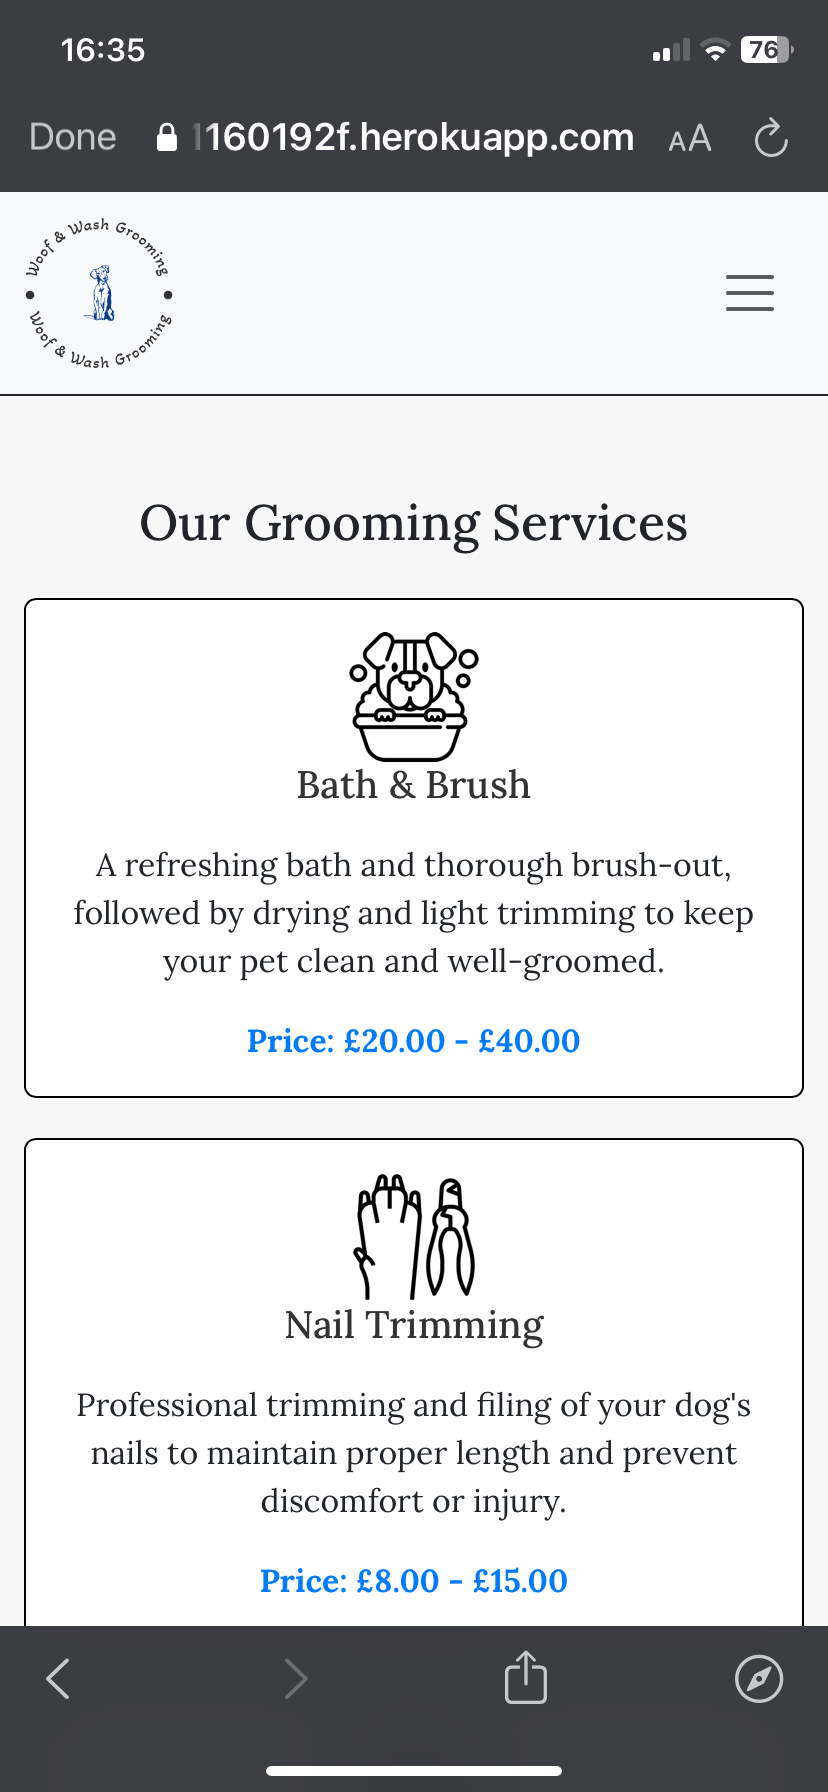 16:35
76
Done
1160192f.herokuapp.com
AA
Woof & Wash Grooming
Woof & Wash Grooming
Our Grooming Services
Bath & Brush
A refreshing bath and thorough brush-out,
followed by drying and light trimming to keep
your pet clean and well-groomed.
Price: £20.00 - £40.00
Nail Trimming
Professional trimming and filing of your dog's
nails to maintain proper length and prevent
discomfort or injury.
Price: £8.00 - £15.00